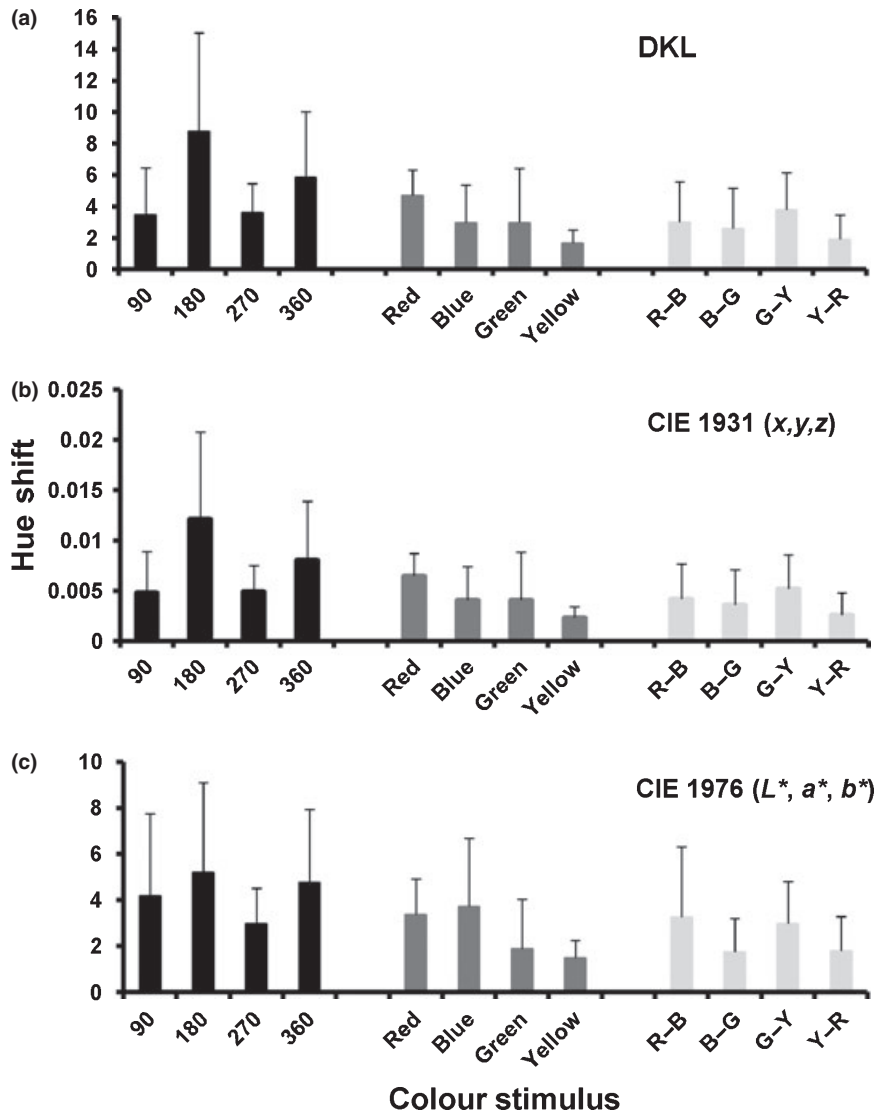 (a)
DKL
16
14
12
10
8
6
4
2
0
90 180 270 360 Red Blue Green Yellow R–B B–G G–Y Y–R
(b)
CIE 1931 (x,y,z)
0.025
0.02
0.015
0.01
0.005
0
Hue shift
90 180 270 360 Red Blue Green Yellow R–B B–G G–Y Y–R
(c)
CIE 1976 (L*, a*, b*)
10
8
6
4
2
0
90 180 270 360 Red Blue Green Yellow R–B B–G G–Y Y–R
Colour stimulus